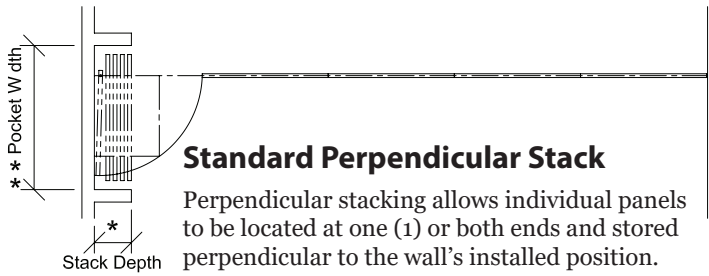 * * Pocket W dth
*
Stack Depth
Standard Perpendicular Stack
Perpendicular stacking allows individual panels
to be located at one (1) or both ends and stored
perpendicular to the wall's installed position.